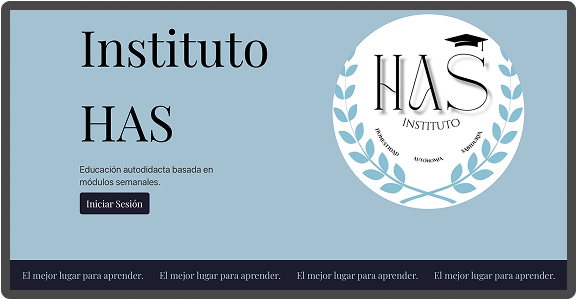 Instituto
HAS
Educación autodidacta basada en
módulos semanales.
Iniciar Sesión
HAS
INSTITUTO
HONESTIDAD
AUTONOMÍA
SABIDURÍA
El mejor lugar para aprender. El mejor lugar para aprender. El mejor lugar para aprender. El mejor lugar para aprender.